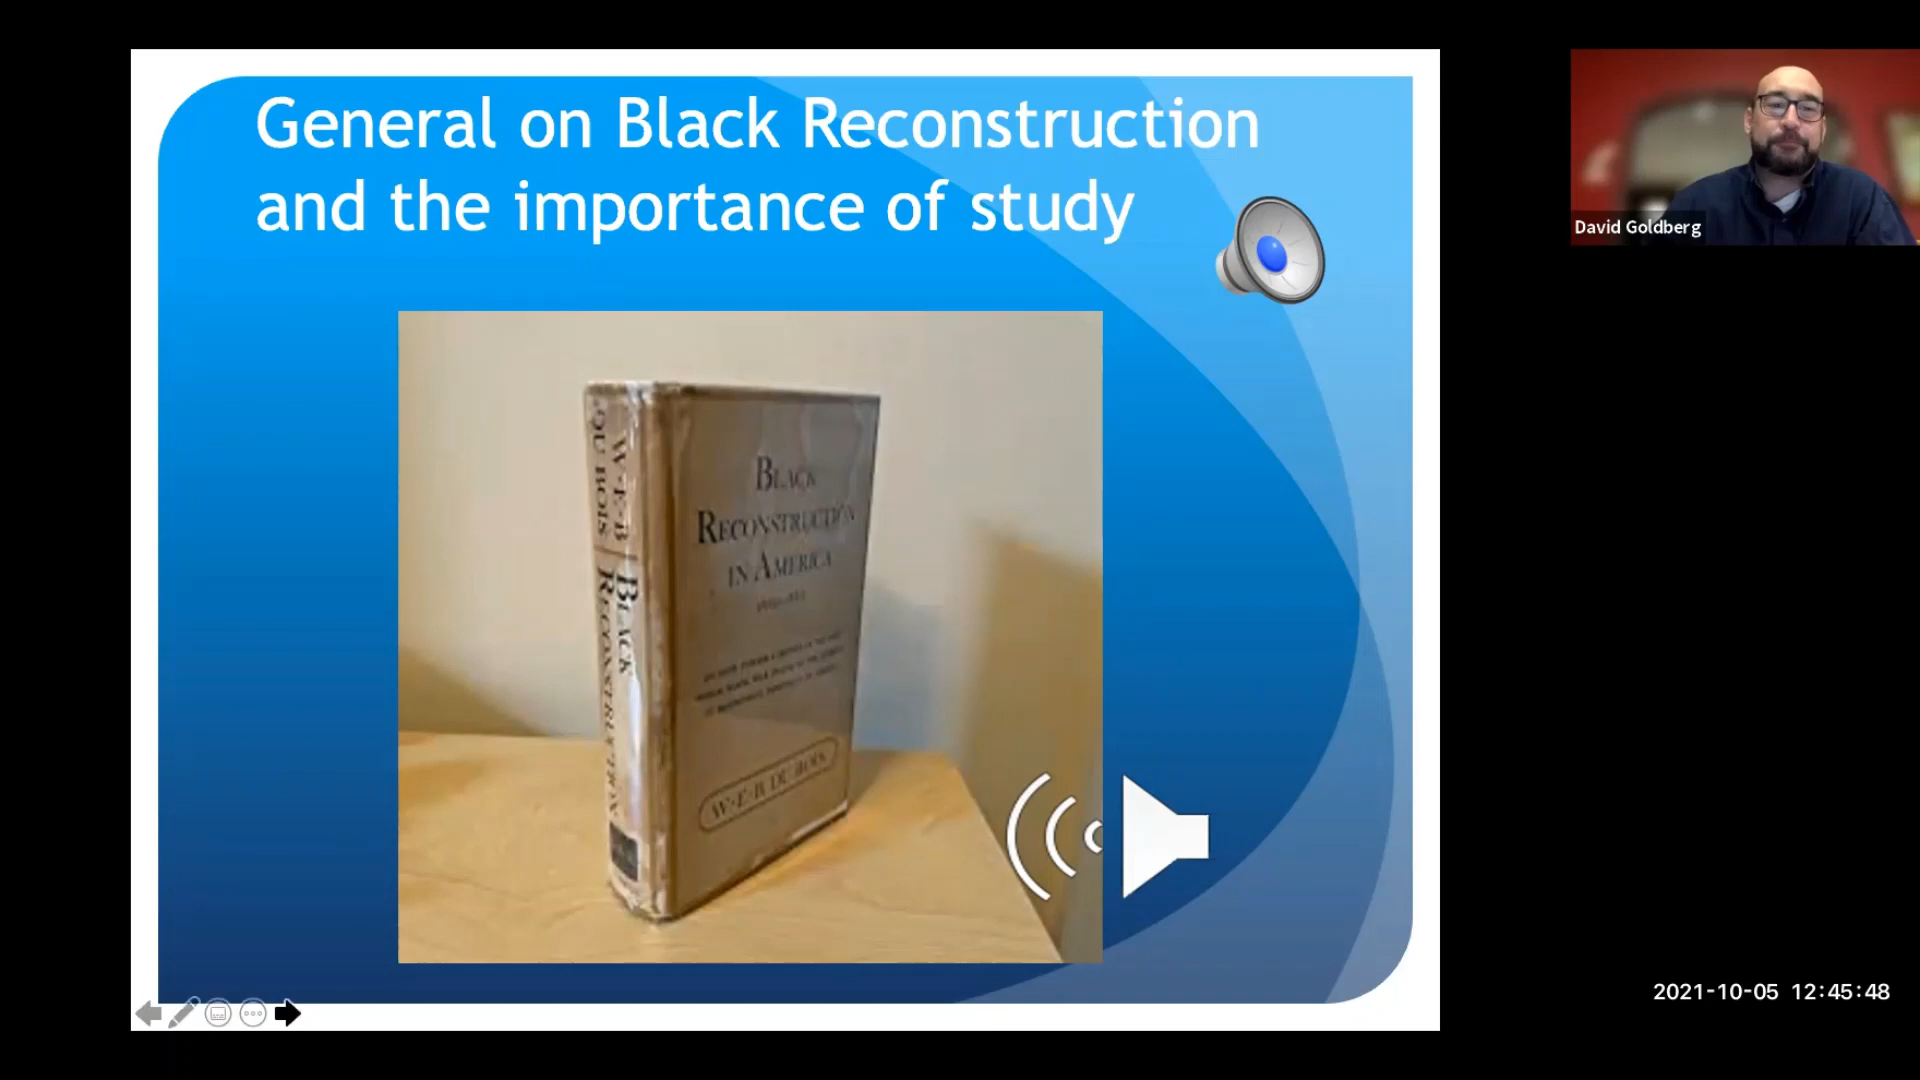 General on Black Reconstruction
and the importance of study
W·E·B
DU BOIS
BLACK
RECONSTRUCTION
BLACK
RECONSTRUCTION
IN AMERICA
W·E·B DU BOIS
David Goldberg
2021-10-05 12:45:48